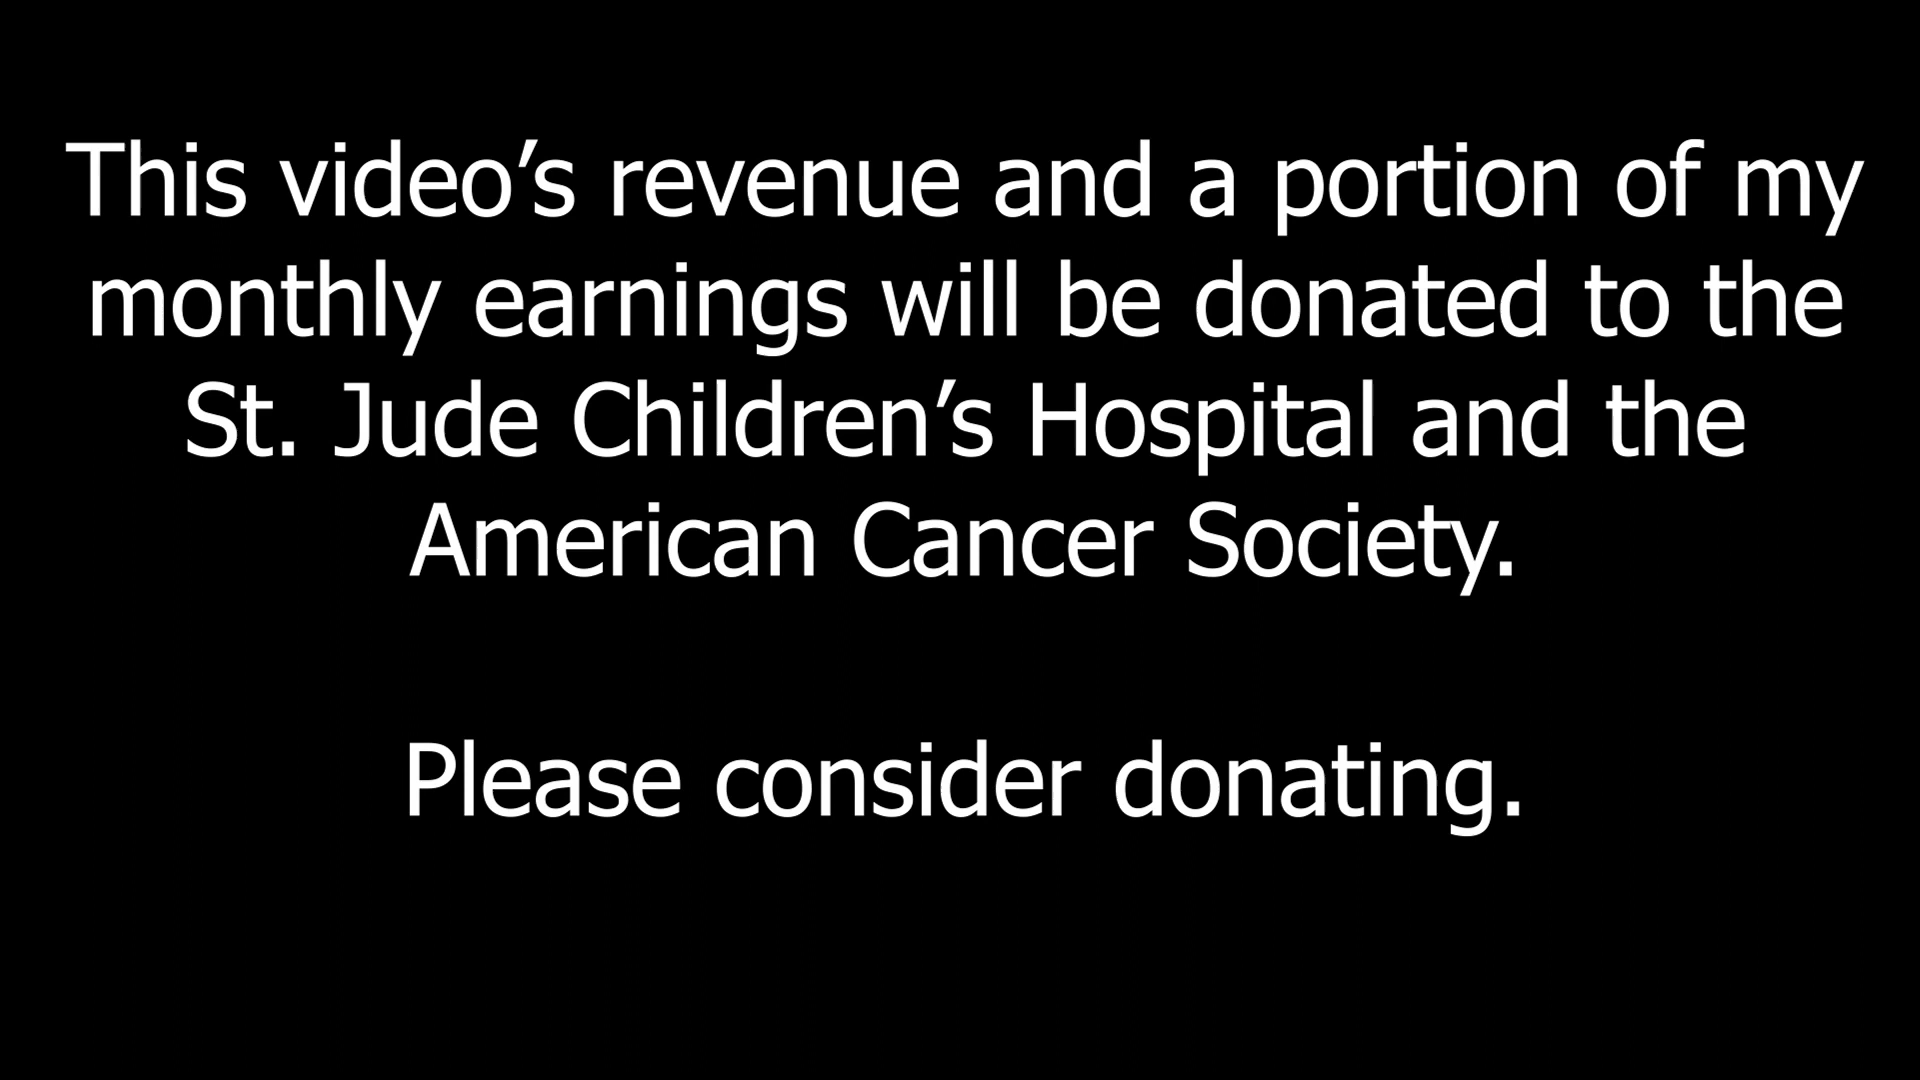 This video’s revenue and a portion of my
monthly earnings will be donated to the
St. Jude Children’s Hospital and the
American Cancer Society.
Please consider donating.